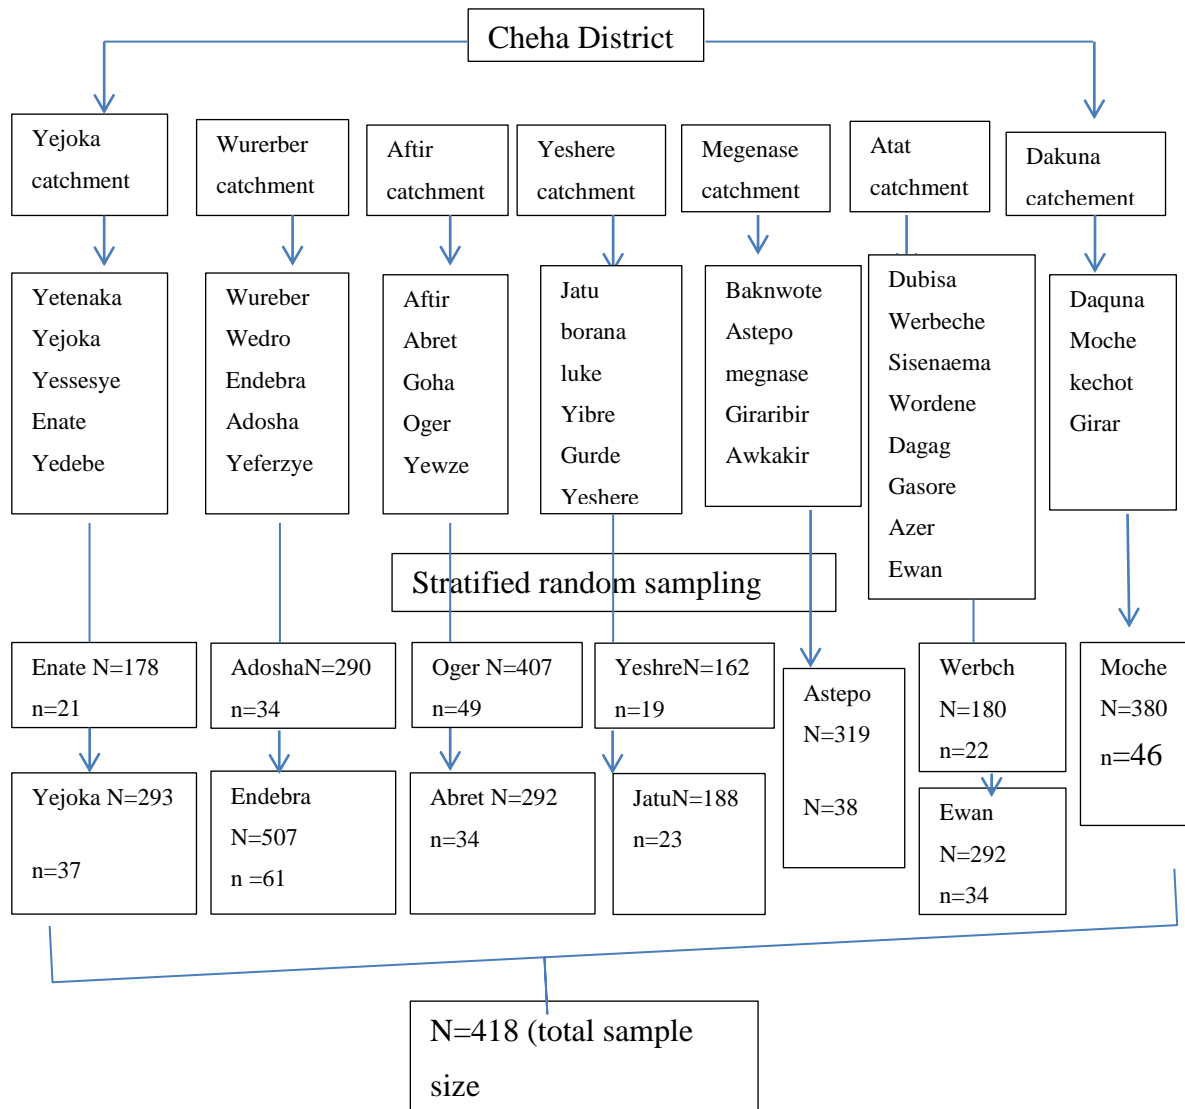 Cheha District
Yejoka
catchment
Wurerber
catchment
Aftir
catchment
Yeshere
catchment
Megenase
catchment
Atat
catchment
Dakuna
catchement
Yetenaka
Yejoka
Yessesye
Enate
Yedebe
Wureber
Wedro
Endebra
Adosha
Yeferzye
Aftir
Abret
Goha
Oger
Yewze
Jatu
borana
luke
Yibre
Gurde
Yeshere
Baknwote
Astepo
megnase
Giraribir
Awkakir
Dubisa
Werbeche
Sisenaema
Wordene
Dagag
Gasore
Azer
Ewan
Daquna
Moche
kechot
Girar
Stratified random sampling
Enate N=178
n=21
AdoshaN=290
n=34
Oger N=407
n=49
YeshreN=162
n=19
Astepo
N=319
N=38
Werbch
N=180
n=22
Moche
N=380
n=46
Yejoka N=293
n=37
Endebra
N=507
n =61
Abret N=292
n=34
JatuN=188
n=23
Ewan
N=292
n=34
N=418 (total sample
size